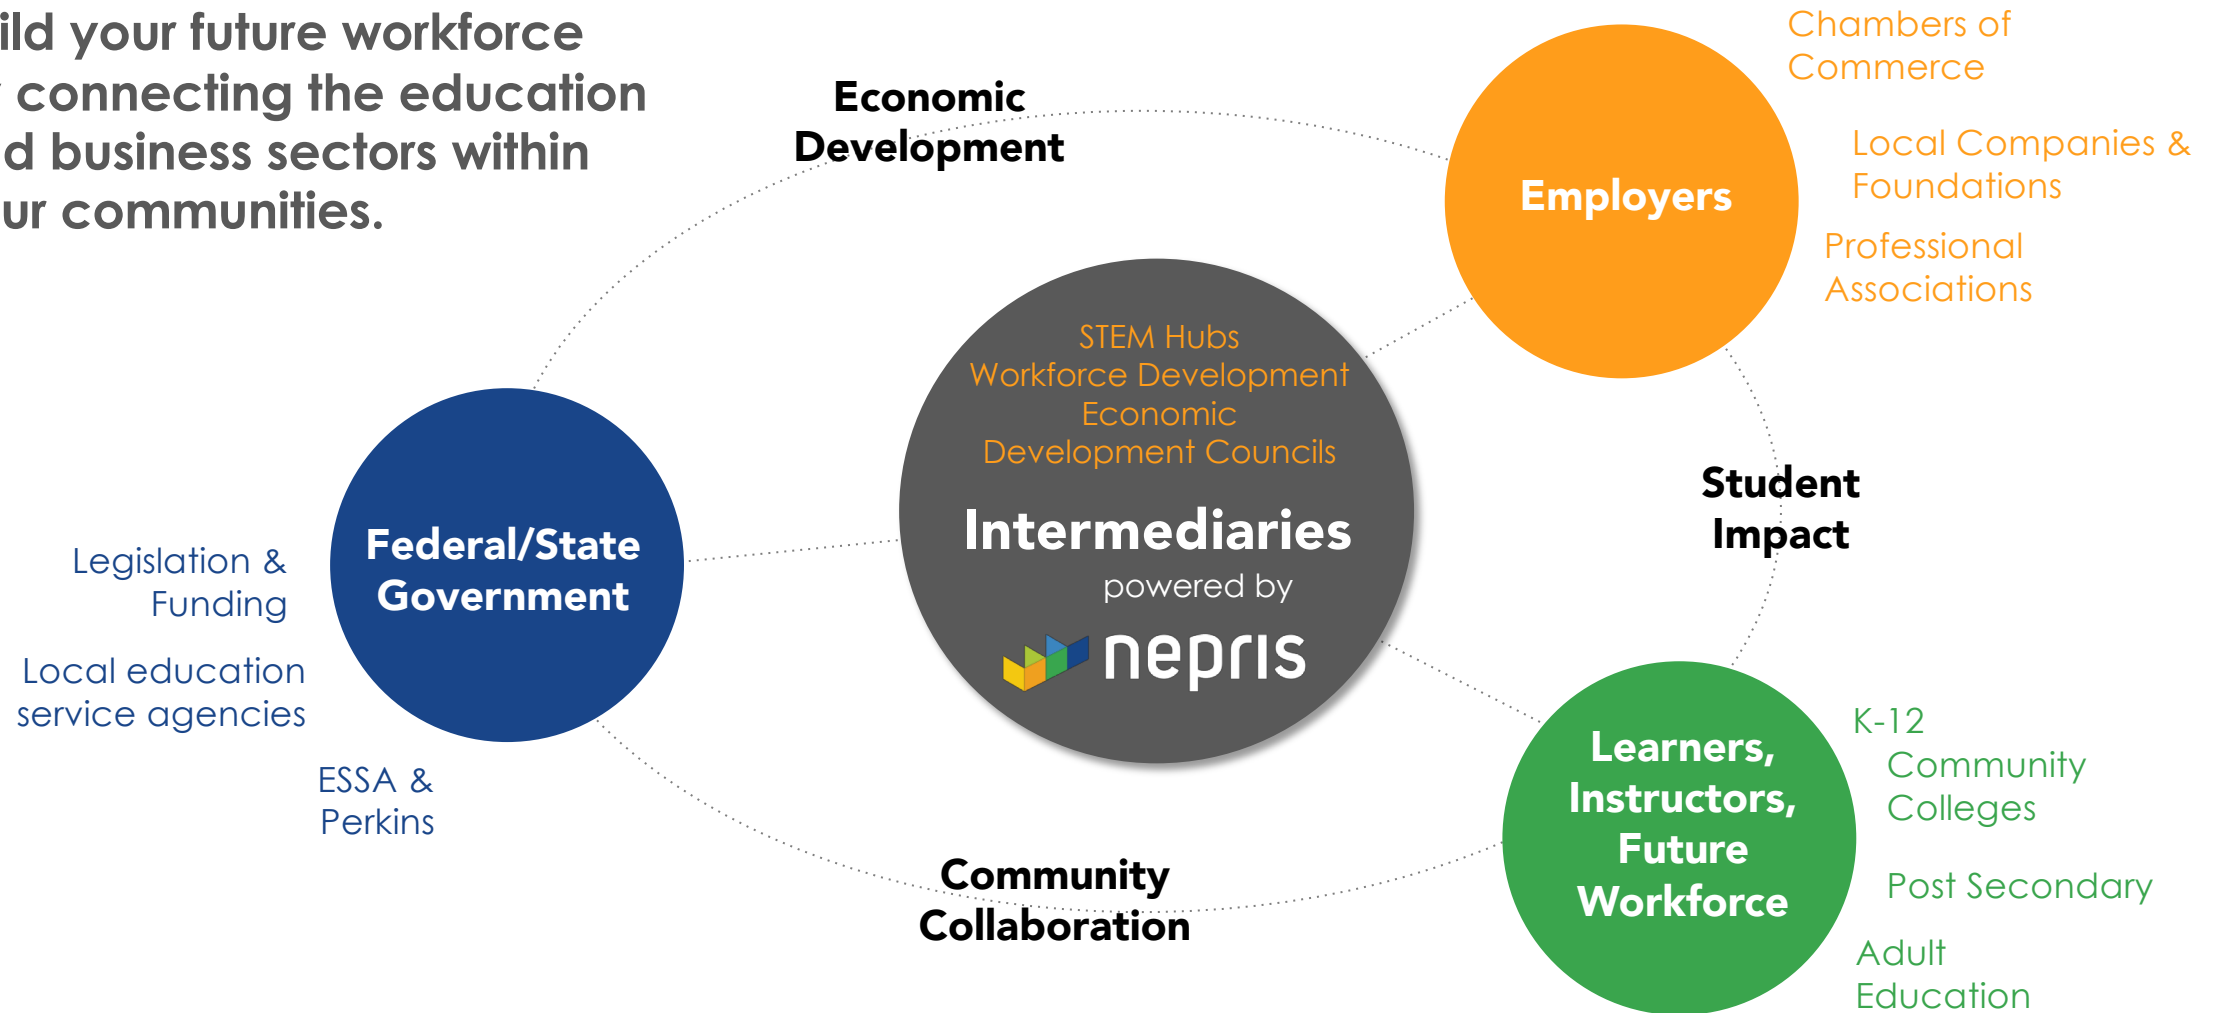 ild your future workforce
connecting the education
d business sectors within
ur communities.
Economic
Development
Employers
Chambers of
Commerce
Local Companies &
Foundations
Professional
Associations
STEM Hubs
Workforce Development
Economic
Development Councils
Intermediaries
powered by
nepris
Student
Impact
Federal/State
Government
Legislation &
Funding
Local education
service agencies
ESSA &
Perkins
Community
Collaboration
Learners,
Instructors,
Future
Workforce
K-12
Community
Colleges
Post Secondary
Adult
Education